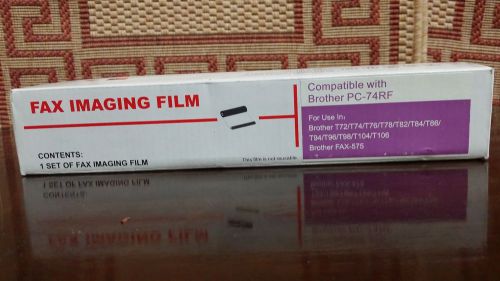 FAX IMAGING FILM
CONTENTS:
1 SET OF FAX IMAGING FILM
This film is not reusable.
Compatible with
Brother PC-74RF
For Use In:
Brother T72/T74/T76/T78/T82/T84/T86/
T94/T96/T98/T104/T106
Brother FAX-575